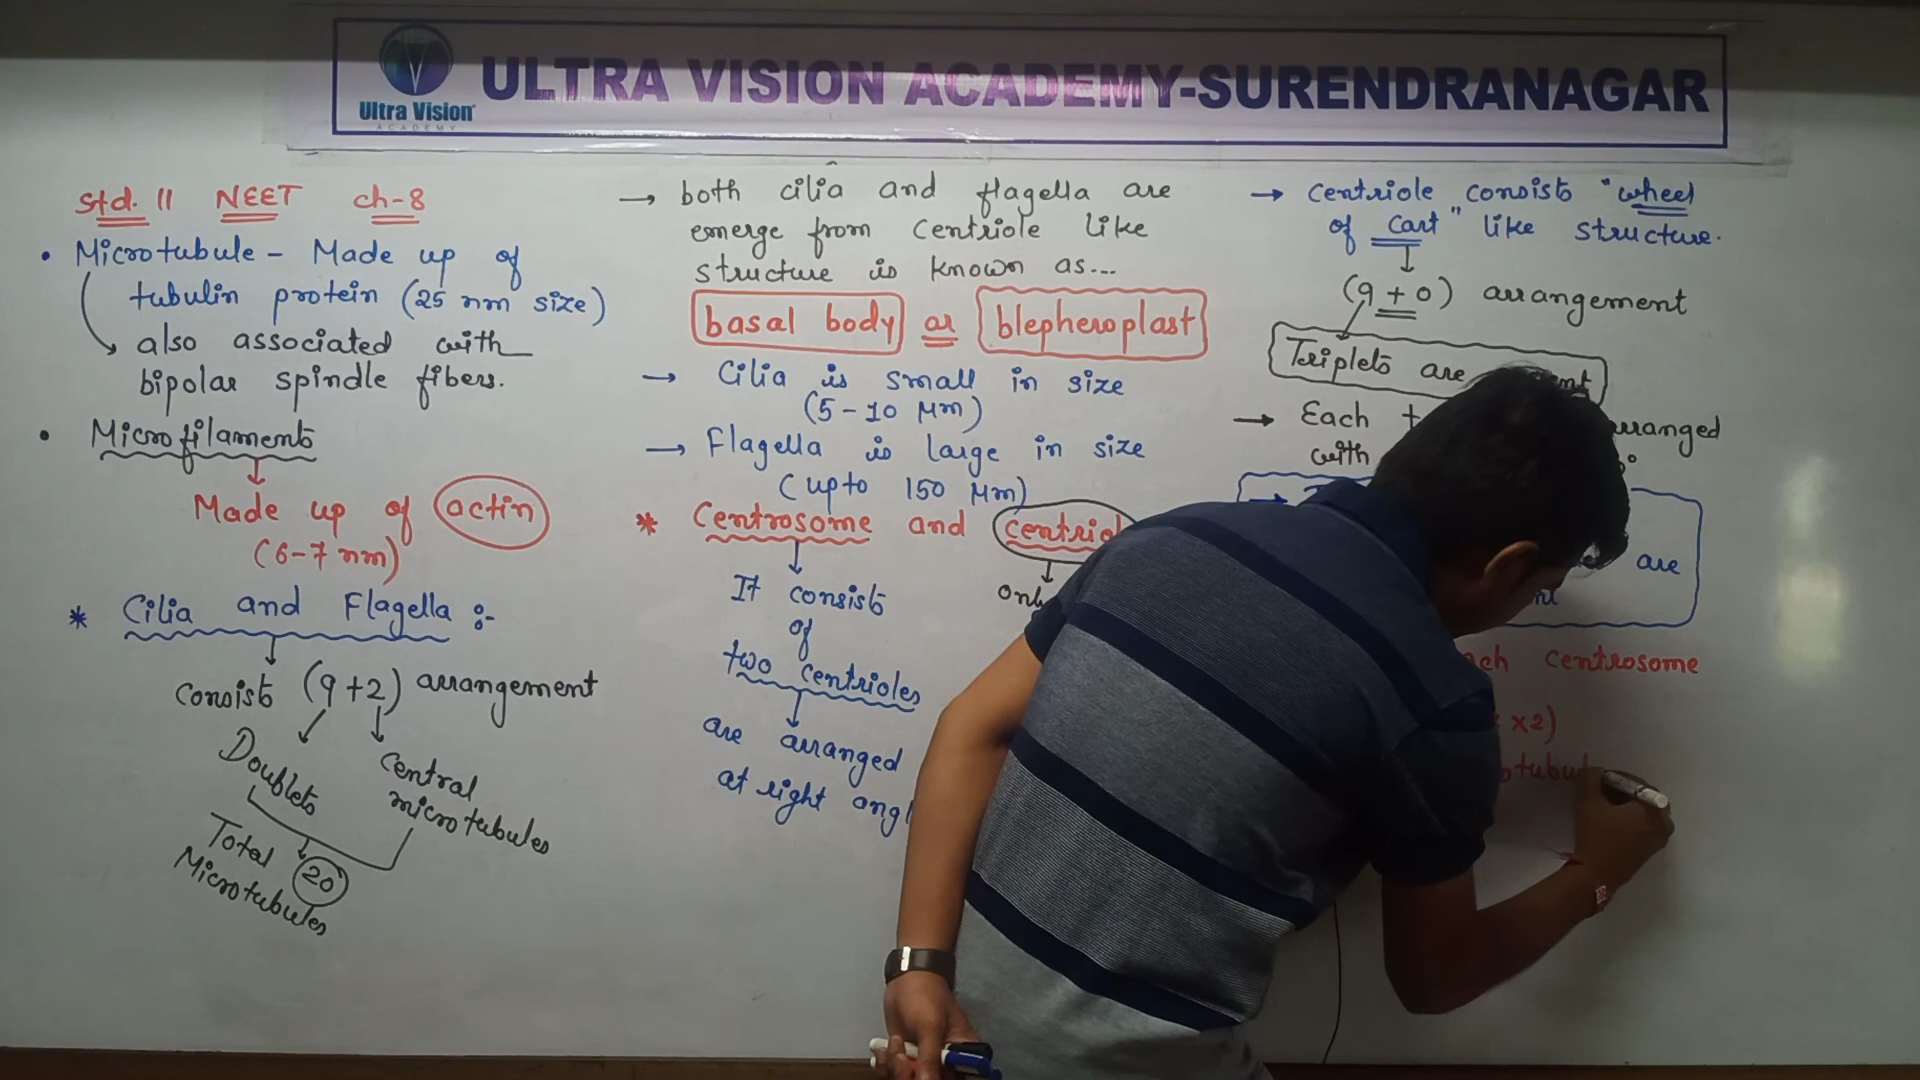 Ultra Vision
ACADEMY
ULTRA VISION ACADEMY-SURENDRANAGAR
Std. 11 NEET ch-8
• Microtubule - Made up of
tubulin protein (25 nm size)
also associated with
bipolar spindle fibers.
• Microfilaments
Made up of actin
(6-7 nm)
* Cilia and Flagella :-
consists (9+2) arrangement
Doublets
central
microtubules
Total 20
Microtubules
→ both cilia and flagella are
emerge from centriole like
structure is known as...
basal body or blepheroplast
→ Cilia is small in size
(5-10 μm)
→ Flagella is large in size
(upto 150 μm)
* Centrosome and
It consists
of
two centrioles
are arranged
at right
→ centriole consists "wheel
of cart" like structure.
(9+0) arrangement
Triplets are
→ Each
with
are
centrosome
×2)